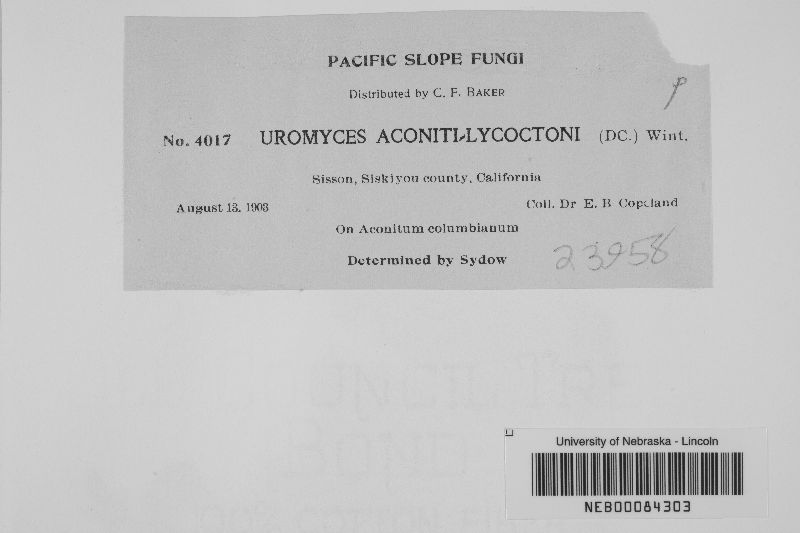 PACIFIC SLOPE FUNGI
Distributed by C. F. BAKER
No. 4017 UROMYCES ACONITI-LYCOCTONI (DC.) Wint.
Sisson, Siskiyou county, California
August 13, 1903 Coll. Dr E. B Copeland
On Aconitum columbianum
Determined by Sydow
University of Nebraska - Lincoln
NEB00084303